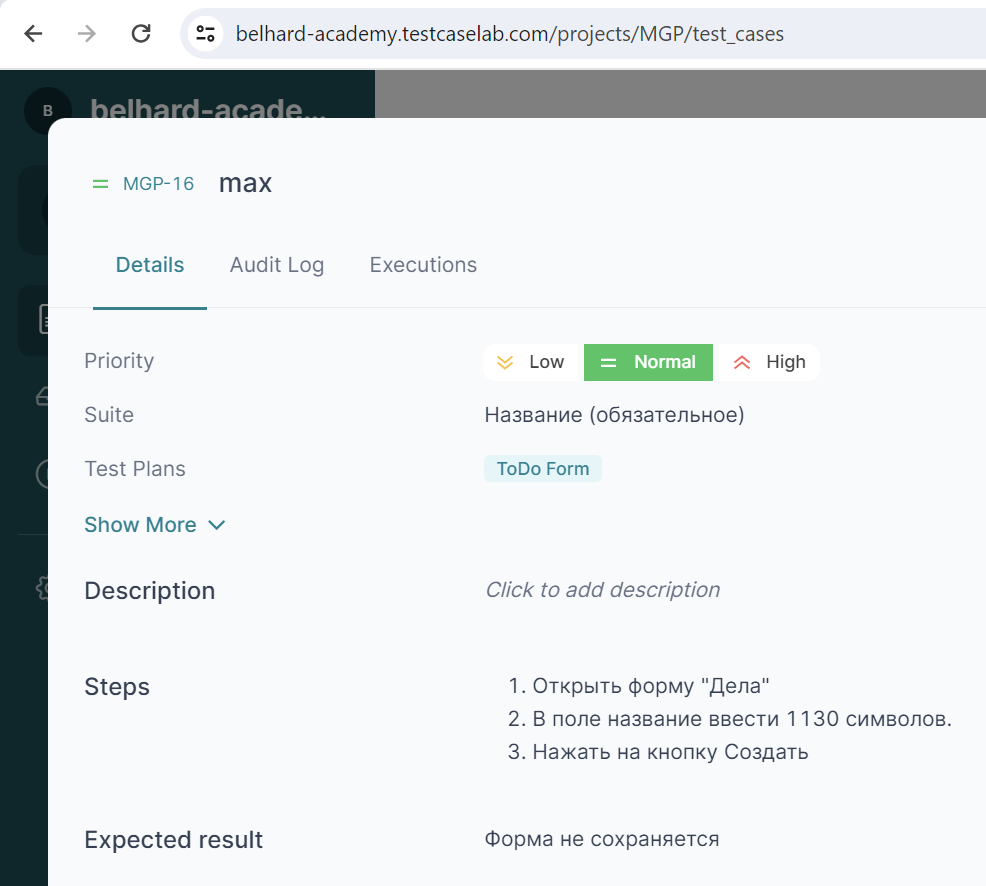 belhard-academy.testcaselab.com/projects/MGP/test_cases
B belhard-acade...
MGP-16 max
Details Audit Log Executions
Priority Low Normal High
Suite Название (обязательное)
Test Plans ToDo Form
Show More
Description Click to add description
Steps 1. Открыть форму "Дела"
2. В поле название ввести 1130 символов.
3. Нажать на кнопку Создать
Expected result Форма не сохраняется